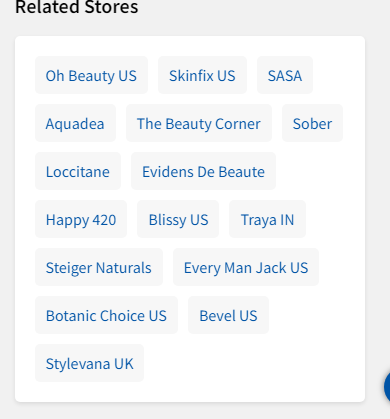 Related Stores
Oh Beauty US Skinfix US SASA
Aquadea The Beauty Corner Sober
Loccitane Evidens De Beaute
Happy 420 Blissy US Traya IN
Steiger Naturals Every Man Jack US
Botanic Choice US Bevel US
Stylevana UK